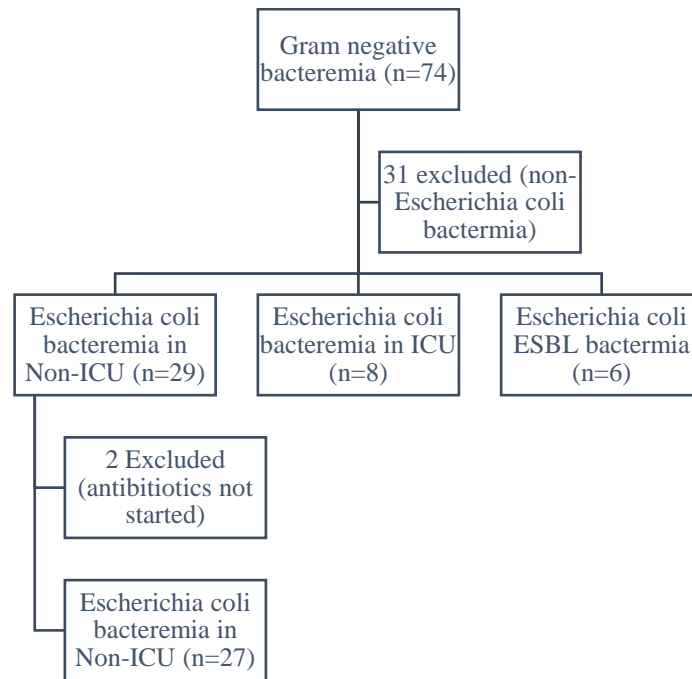 Gram negative
bacteremia (n=74)
31 excluded (non-
Escherichia coli
bactermia)
Escherichia coli
bacteremia in
Non-ICU (n=29)
Escherichia coli
bacteremia in ICU
(n=8)
Escherichia coli
ESBL bactermia
(n=6)
2 Excluded
(antibitiotics not
started)
Escherichia coli
bacteremia in
Non-ICU (n=27)